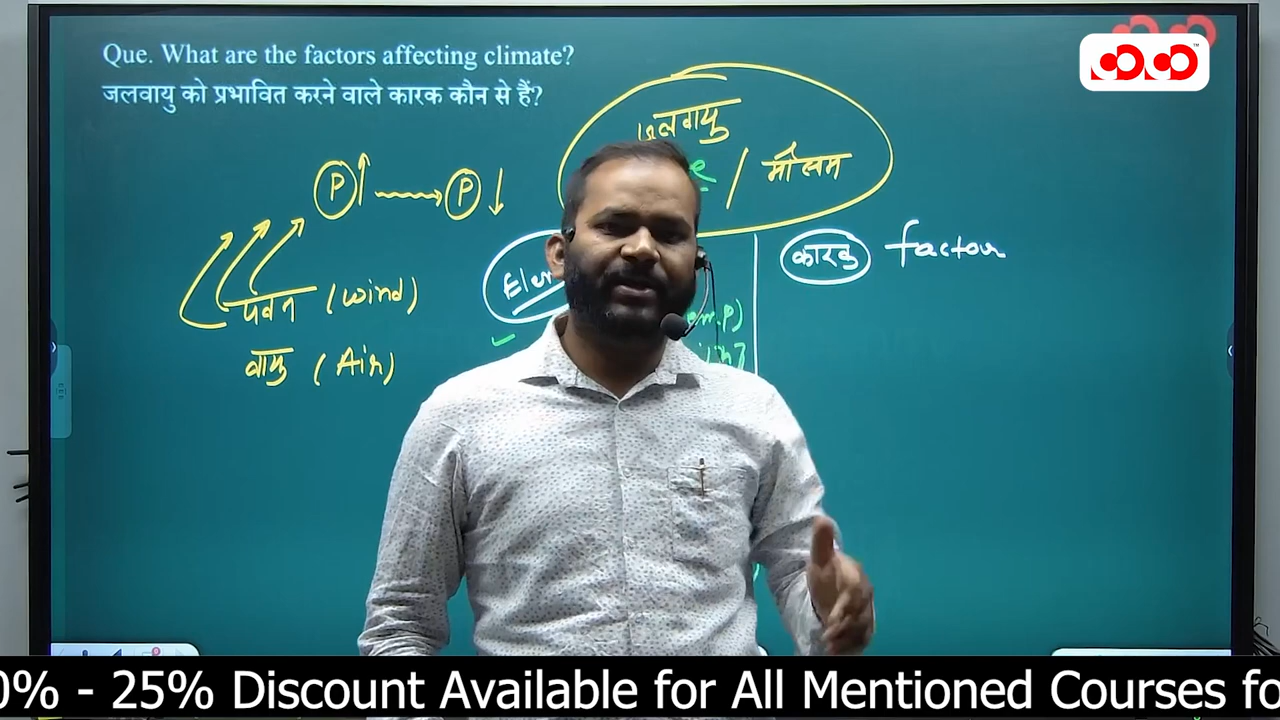 Que. What are the factors affecting climate?
जलवायु को प्रभावित करने वाले कारक कौन से हैं?
जलवायु
/ मौसम
P P
कारक factor
पवन (wind)
वायु (Air)
0% - 25% Discount Available for All Mentioned Courses fo